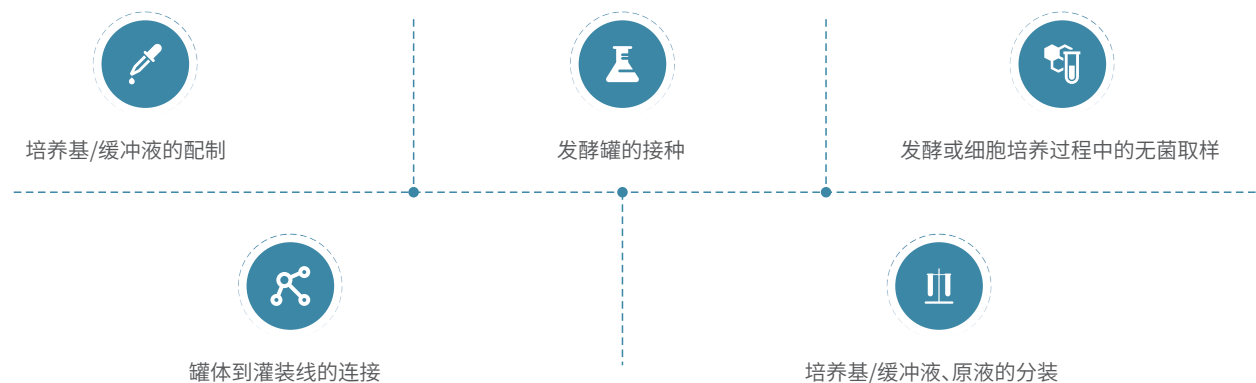 培养基/缓冲液的配制
发酵罐的接种
发酵或细胞培养过程中的无菌取样
罐体到灌装线的连接
培养基/缓冲液、原液的分装